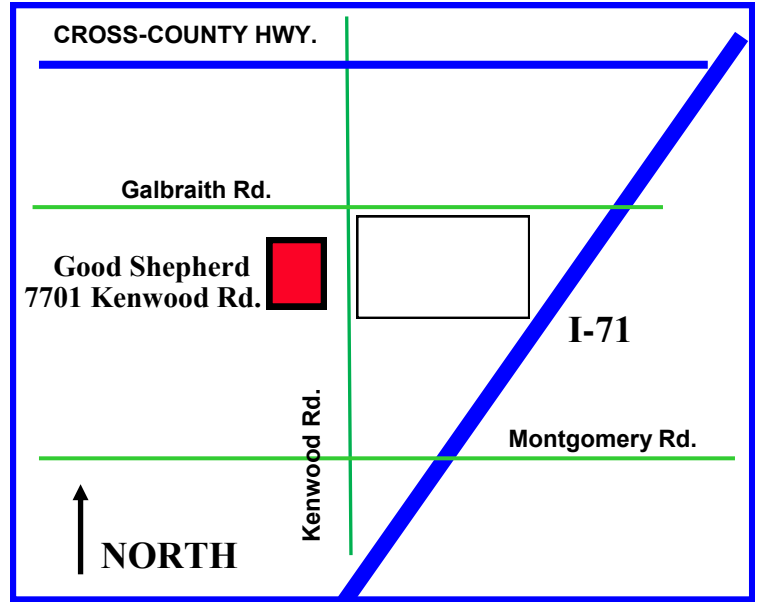 CROSS-COUNTY HWY.
Galbraith Rd.
Good Shepherd
7701 Kenwood Rd.
I-71
Kenwood Rd.
Montgomery Rd.
NORTH